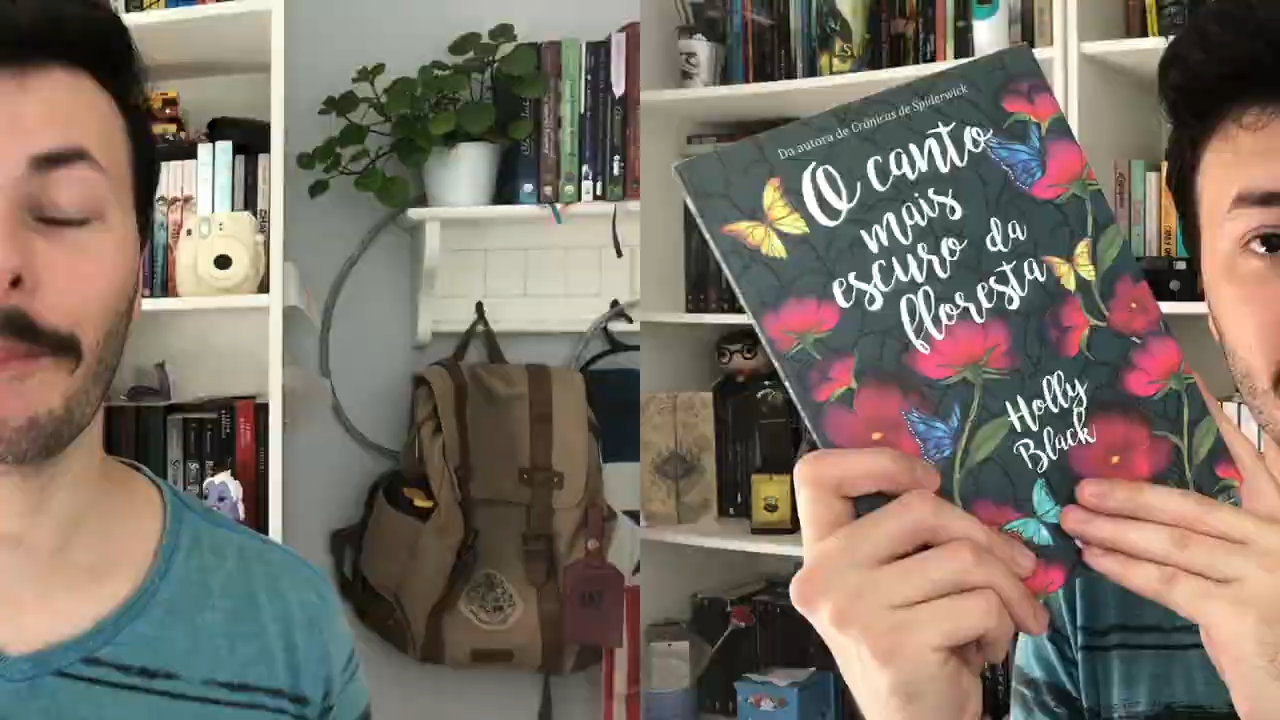 Da autora de Crônicas de Spiderwick
O canto
mais
escuro da
floresta
Holly
Black